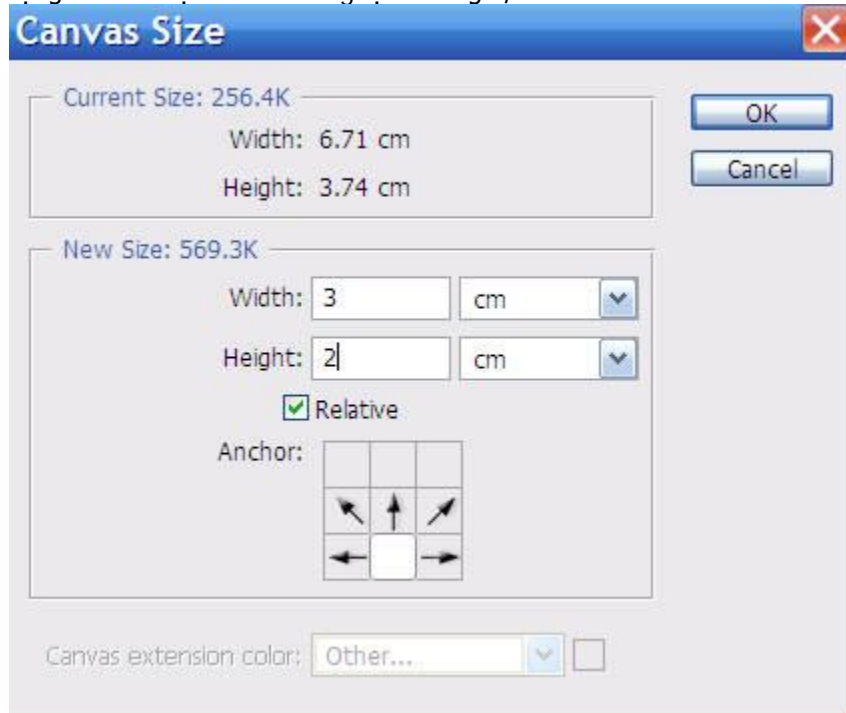 Canvas Size
Current Size: 256.4K
Width: 6.71 cm
Height: 3.74 cm
OK
Cancel
New Size: 569.3K
Width: 3 cm
Height: 2 cm
Relative
Anchor:
Canvas extension color: Other...